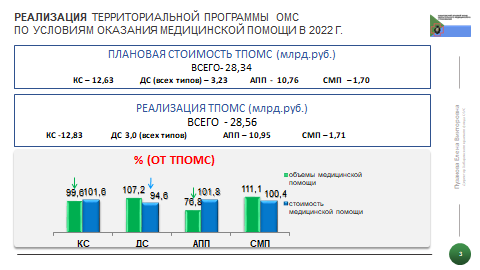 РЕАЛИЗАЦИЯ ТЕРРИТОРИАЛЬНОЙ ПРОГРАММЫ ОМС
ПО УСЛОВИЯМ ОКАЗАНИЯ МЕДИЦИНСКОЙ ПОМОЩИ В 2022 Г.
ПЛАНОВАЯ СТОИМОСТЬ ТПОМС (млрд.руб.)
ВСЕГО- 28,34
КС – 12,63 ДС (всех типов) – 3,23 АПП - 10,76 СМП – 1,70
РЕАЛИЗАЦИЯ ТПОМС (млрд.руб.)
ВСЕГО - 28,56
КС -12,83 ДС 3,0 (всех типов) АПП – 10,95 СМП – 1,71
% (ОТ ТПОМС)
объемы медицинской
помощи
стоимость
медицинской помощи
99,6 101,6 107,2 94,6 76,8 101,8 111,1 100,4
КС ДС АПП СМП
Пушкова Елена Викторовна
3